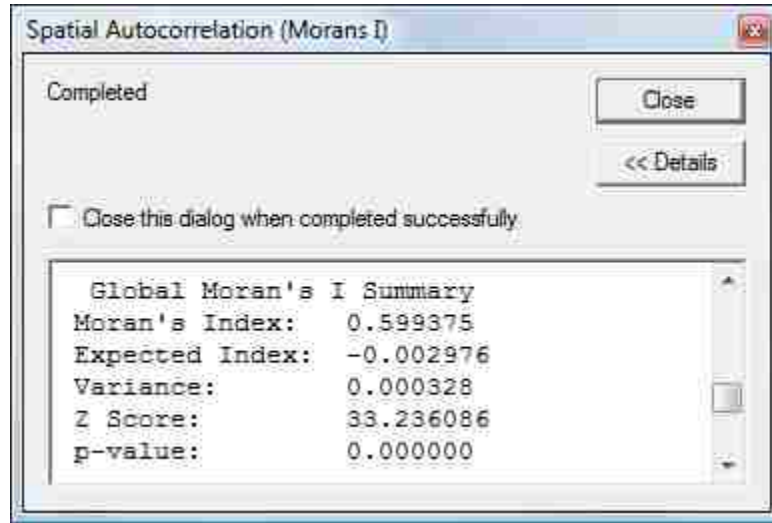 Spatial Autocorrelation (Morans I)
Completed
Close
<< Details
Close this dialog when completed successfully
Global Moran's I Summary
Moran's Index: 0.599375
Expected Index: -0.002976
Variance: 0.000328
Z Score: 33.236086
p-value: 0.000000